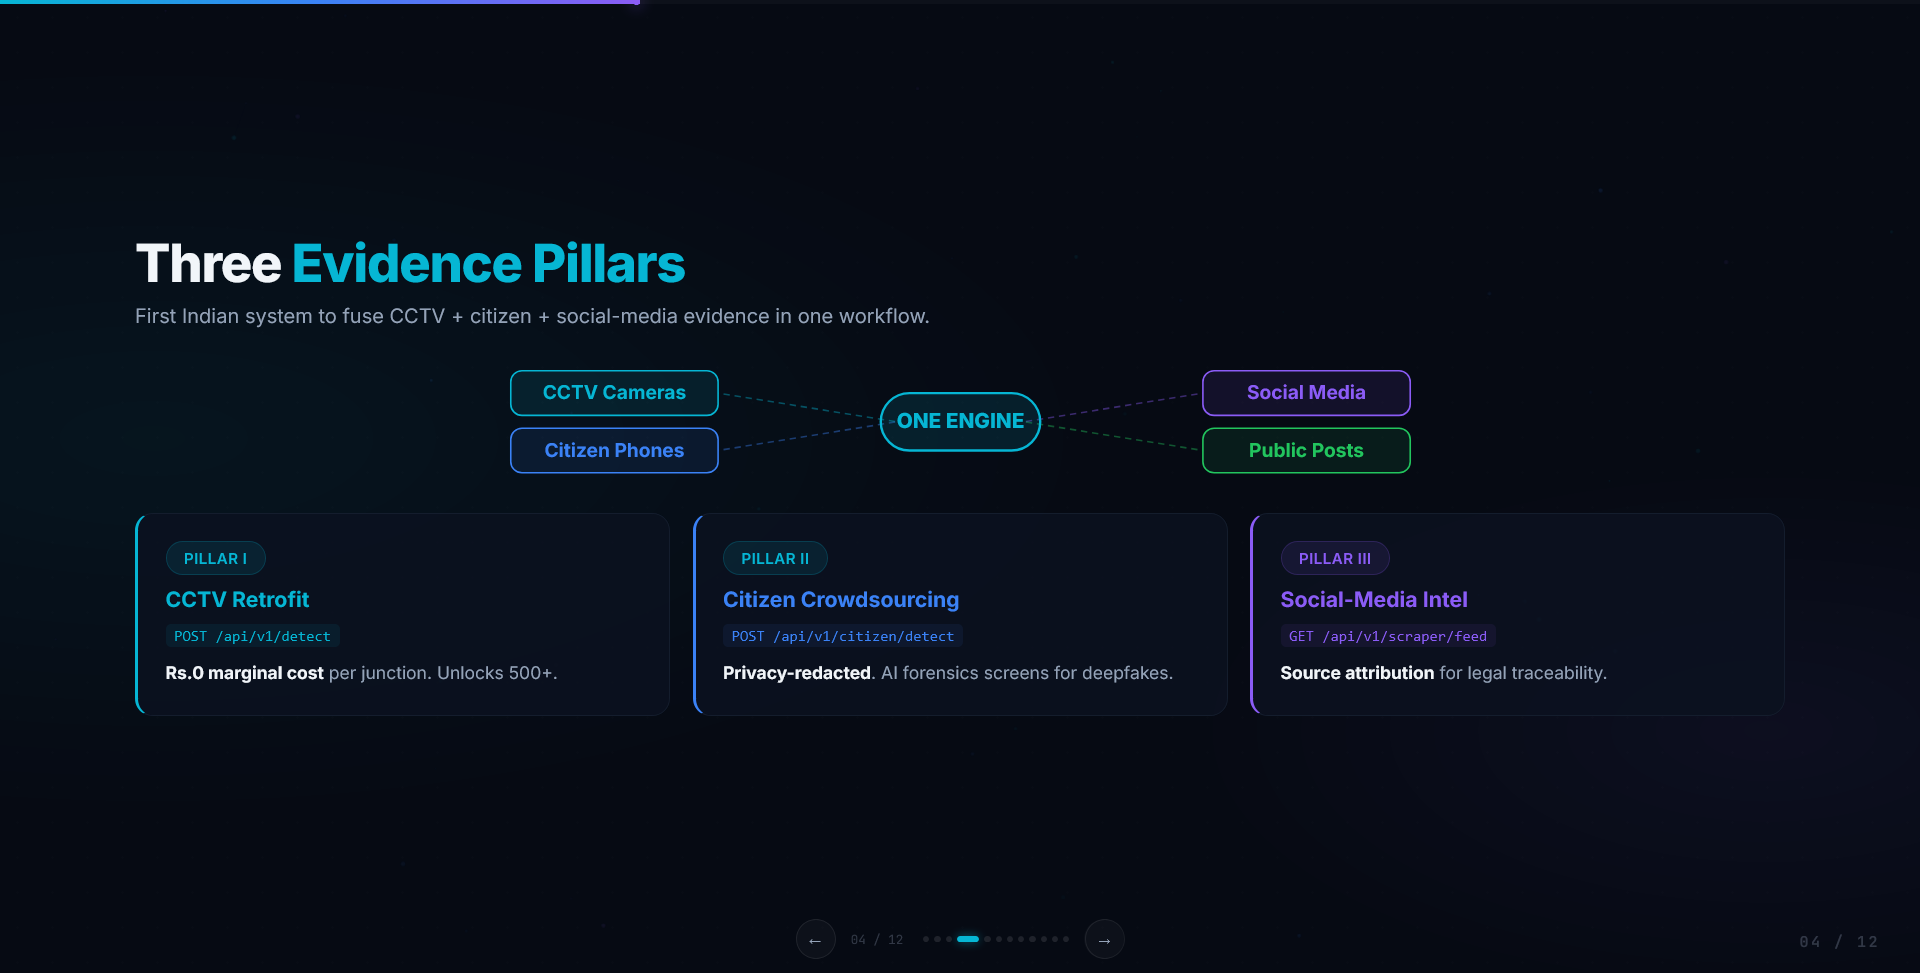 Three Evidence Pillars
First Indian system to fuse CCTV + citizen + social-media evidence in one workflow.
CCTV Cameras
Citizen Phones
ONE ENGINE
Social Media
Public Posts
PILLAR I
CCTV Retrofit
POST /api/v1/detect
Rs.0 marginal cost per junction. Unlocks 500+.
PILLAR II
Citizen Crowdsourcing
POST /api/v1/citizen/detect
Privacy-redacted. AI forensics screens for deepfakes.
PILLAR III
Social-Media Intel
GET /api/v1/scraper/feed
Source attribution for legal traceability.
← 04 / 12 →
04 / 12